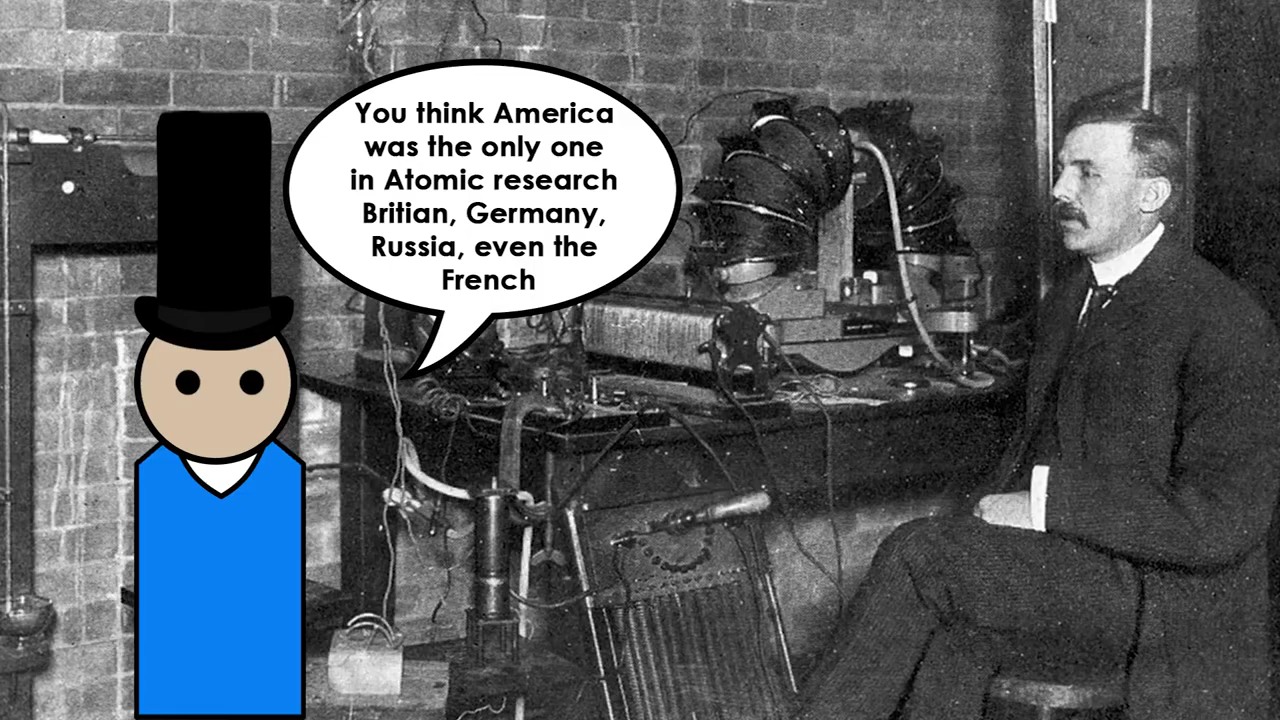 You think America
was the only one
in Atomic research
Britian, Germany,
Russia, even the
French